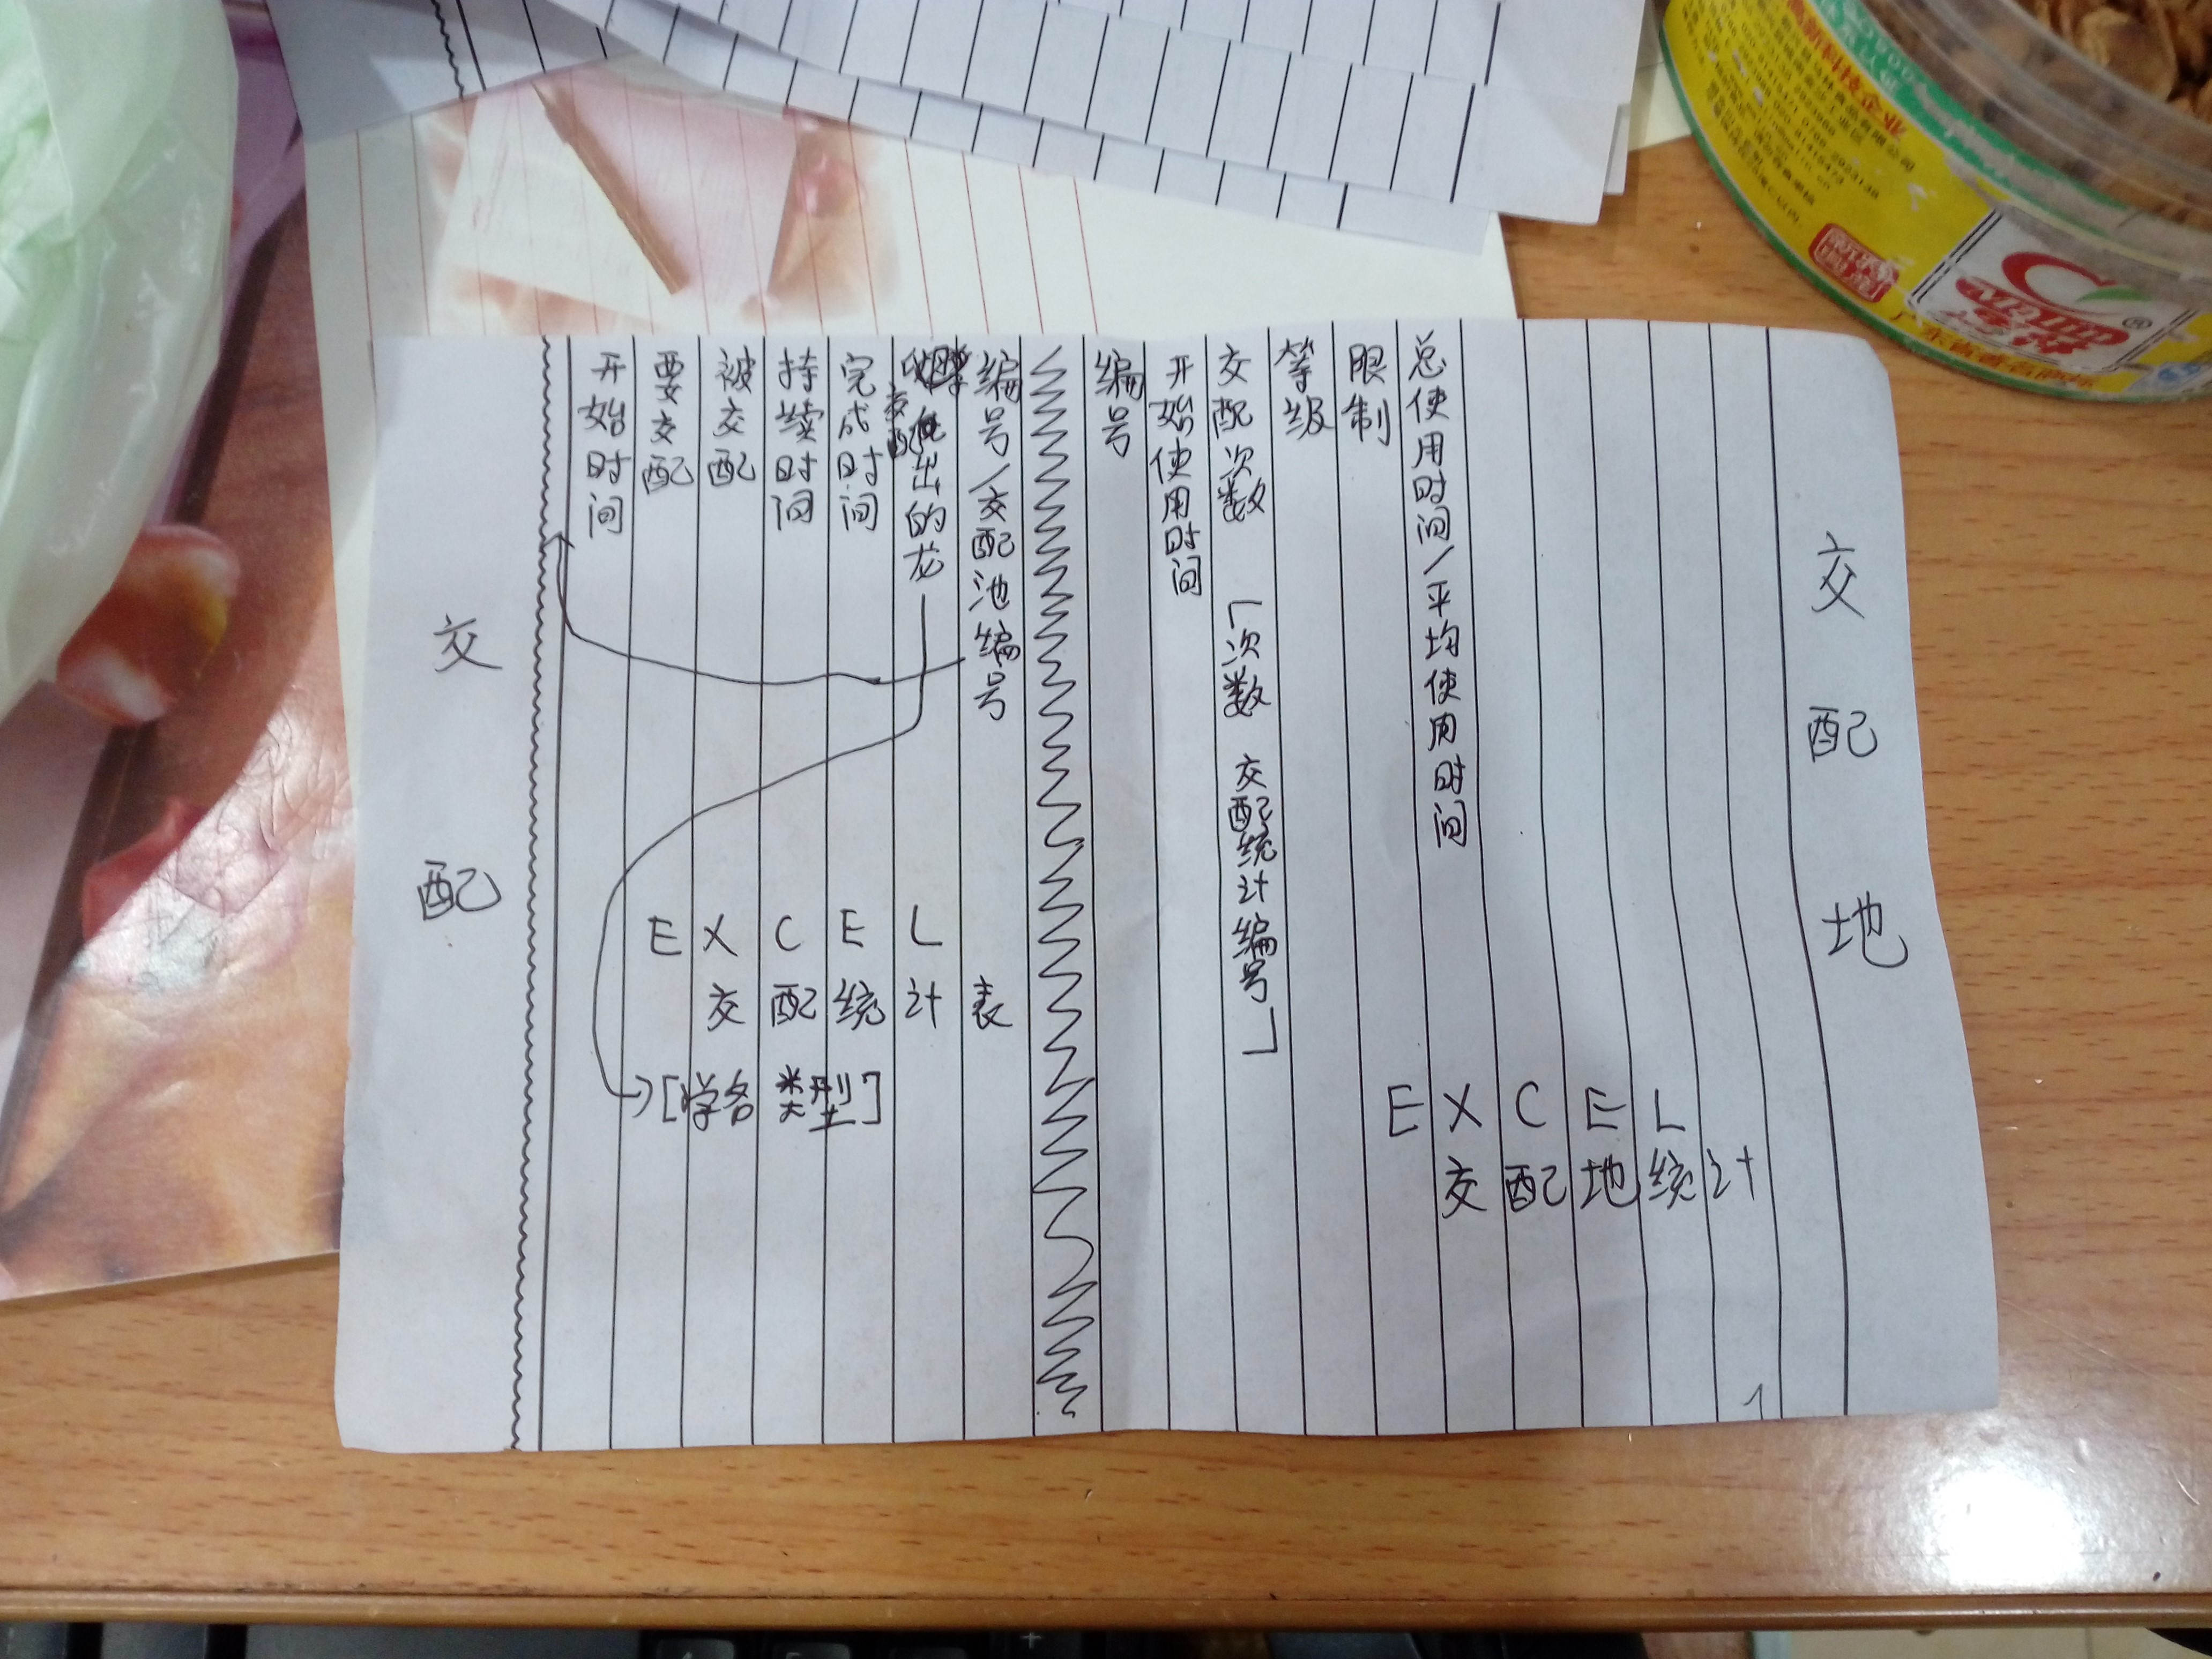 交配
开始时间
要交配
被交配
持续时间
完成时间
交配出的龙
编号/交配池编号
EXCEL
交配统计表
[学名 类型]
编号
开始使用时间
交配次数 「次数 交配统计编号」
等级
限制
总使用时间/平均使用时间
EXCEL
交配地统计
交配地